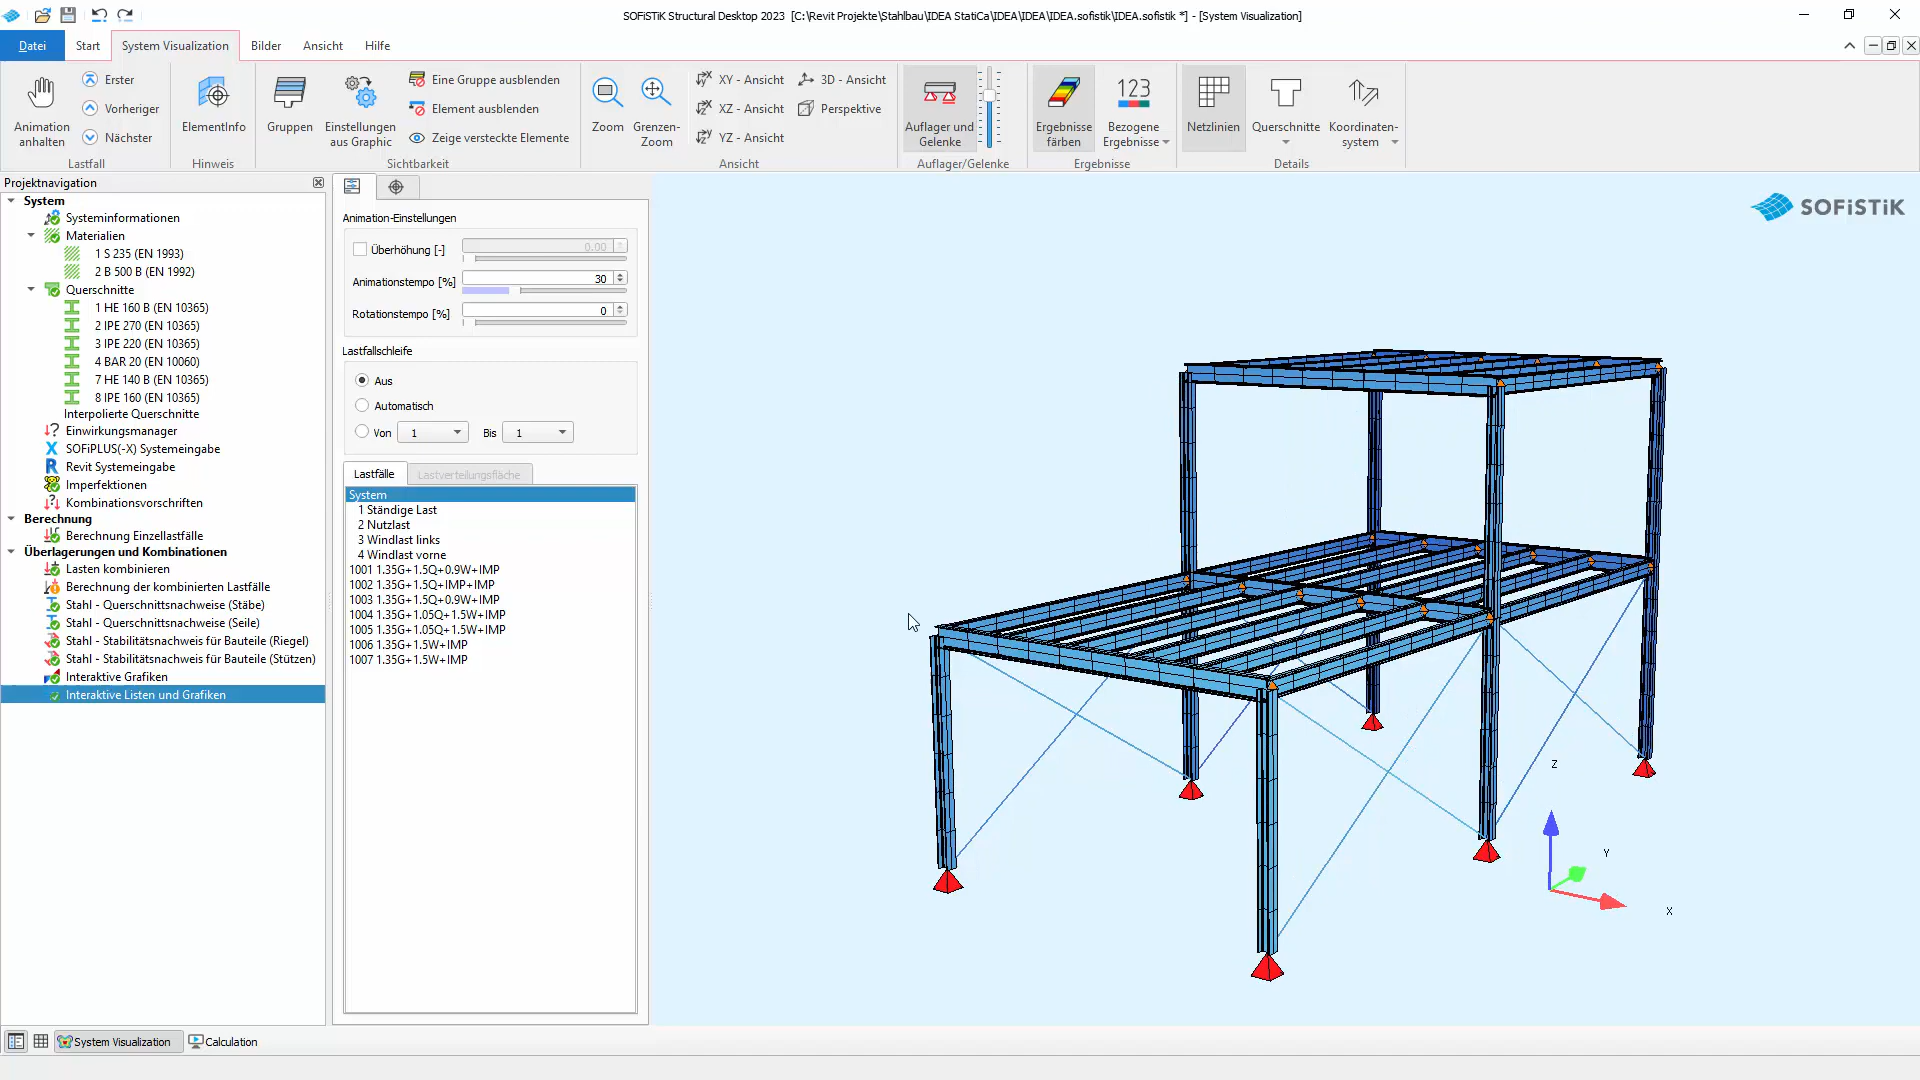 SOFiSTiK Structural Desktop 2023 [C:\Revit Projekte\Stahlbau\IDEA StatiCa\IDEA\IDEA\IDEA.sofistik\IDEA.sofistik *] - [System Visualization]
Datei Start System Visualization Bilder Ansicht Hilfe
Animation anhalten
Erster
Vorheriger
Nächster
Lastfall
ElementInfo
Hinweis
Gruppen
Einstellungen aus Graphic
Eine Gruppe ausblenden
Element ausblenden
Zeige versteckte Elemente
Sichtbarkeit
Zoom
Grenzen-Zoom
XY - Ansicht
XZ - Ansicht
YZ - Ansicht
3D - Ansicht
Perspektive
Ansicht
Auflager und Gelenke
Auflager/Gelenke
Ergebnisse färben
123
Bezogene Ergebnisse
Ergebnisse
Netzlinien
Querschnitte
Koordinaten-system
Details
Projektnavigation
System
Systeminformationen
Materialien
1 S 235 (EN 1993)
2 B 500 B (EN 1992)
Querschnitte
1 HE 160 B (EN 10365)
2 IPE 270 (EN 10365)
3 IPE 220 (EN 10365)
4 BAR 20 (EN 10060)
7 HE 140 B (EN 10365)
8 IPE 160 (EN 10365)
Interpolierte Querschnitte
Einwirkungsmanager
SOFiPLUS(-X) Systemeingabe
Revit Systemeingabe
Imperfektionen
Kombinationsvorschriften
Berechnung
Berechnung Einzellastfälle
Überlagerungen und Kombinationen
Lasten kombinieren
Berechnung der kombinierten Lastfälle
Stahl - Querschnittsnachweise (Stäbe)
Stahl - Querschnittsnachweise (Seile)
Stahl - Stabilitätsnachweis für Bauteile (Riegel)
Stahl - Stabilitätsnachweis für Bauteile (Stützen)
Interaktive Grafiken
Interaktive Listen und Grafiken
Animation-Einstellungen
Überhöhung [-] 0.00
Animationstempo [%] 30
Rotationstempo [%] 0
Lastfallschleife
Aus
Automatisch
Von 1 Bis 1
Lastfälle Lastverteilungsfläche
System
1 Ständige Last
2 Nutzlast
3 Windlast links
4 Windlast vorne
1001 1.35G+1.5Q+0.9W+IMP
1002 1.35G+1.5Q+IMP+IMP
1003 1.35G+1.5Q+0.9W+IMP
1004 1.35G+1.05Q+1.5W+IMP
1005 1.35G+1.05Q+1.5W+IMP
1006 1.35G+1.5W+IMP
1007 1.35G+1.5W+IMP
SOFiSTiK
Z
Y
X
System Visualization Calculation